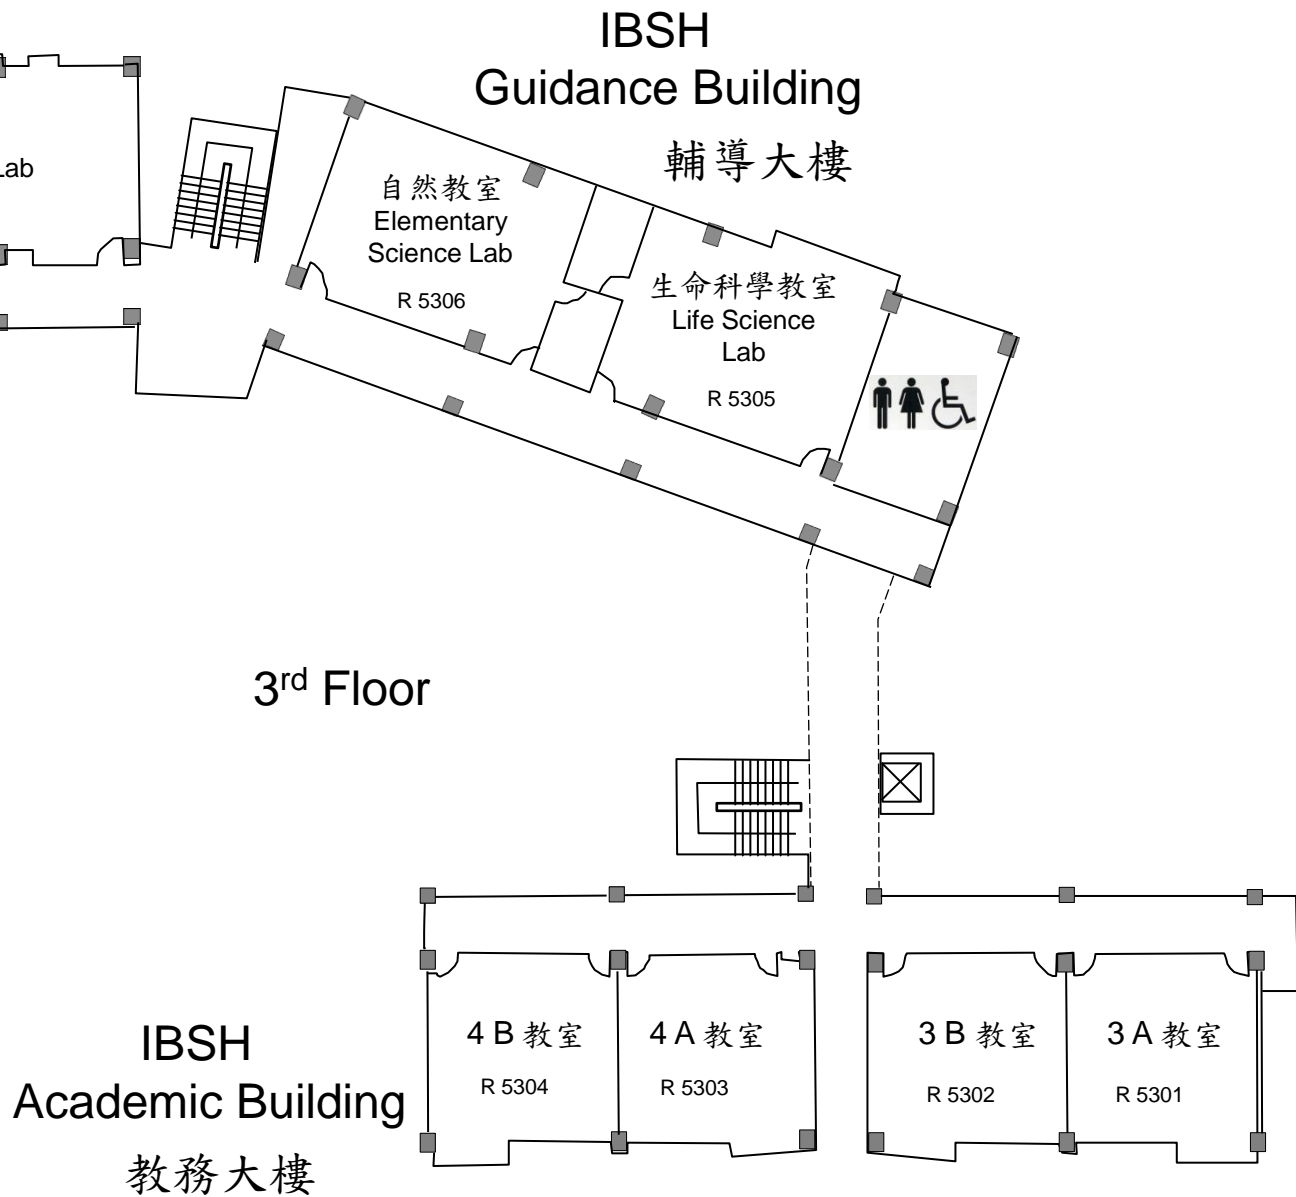 IBSH
Guidance Building
輔導大樓
Lab
自然教室
Elementary
Science Lab
R 5306
生命科學教室
Life Science
Lab
R 5305
3rd Floor
4 B 教室
R 5304
4 A 教室
R 5303
3 B 教室
R 5302
3 A 教室
R 5301
IBSH
Academic Building
教務大樓